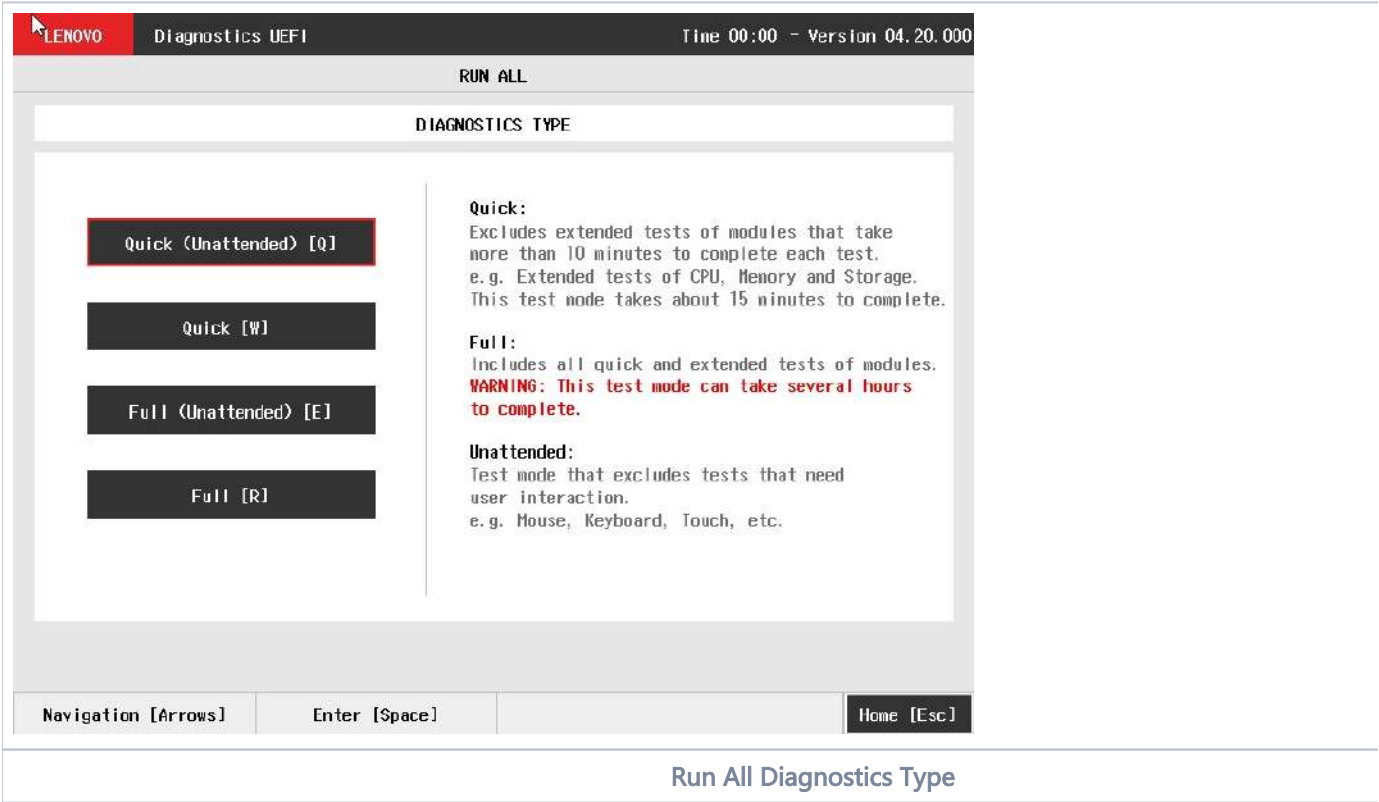 LENOVO Diagnostics UEFI Time 00:00 - Version 04.20.000
RUN ALL
DIAGNOSTICS TYPE
Quick (Unattended) [Q]
Quick [W]
Full (Unattended) [E]
Full [R]
Quick:
Excludes extended tests of modules that take
more than 10 minutes to complete each test.
e.g. Extended tests of CPU, Memory and Storage.
This test mode takes about 15 minutes to complete.
Full:
Includes all quick and extended tests of modules.
WARNING: This test mode can take several hours
to complete.
Unattended:
Test mode that excludes tests that need
user interaction.
e.g. Mouse, Keyboard, Touch, etc.
Navigation [Arrows] Enter [Space] Home [Esc]
Run All Diagnostics Type